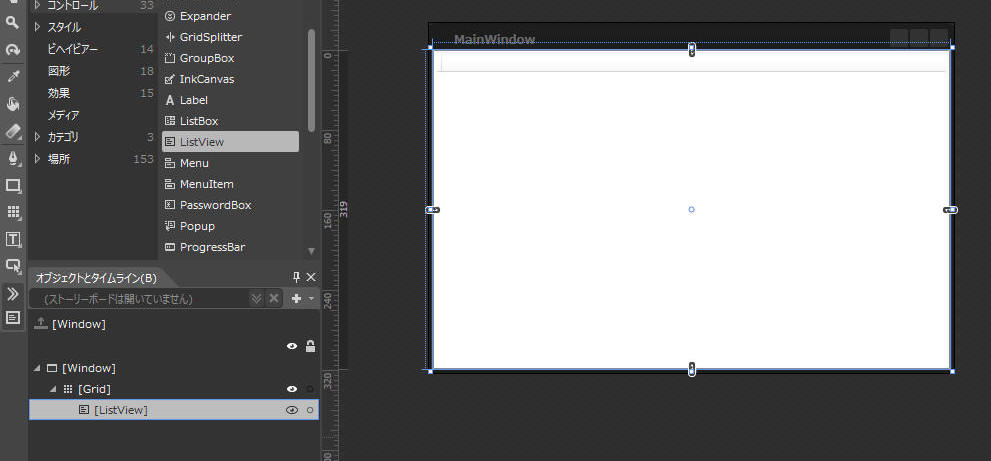 コントロール 33
スタイル
ビヘイビアー 14
図形 18
効果 15
メディア
カテゴリ 3
場所 153
Expander
GridSplitter
GroupBox
InkCanvas
Label
ListBox
ListView
Menu
MenuItem
PasswordBox
Popup
ProgressBar
オブジェクトとタイムライン(B)
(ストーリーボードは開いていません)
[Window]
[Window]
[Grid]
[ListView]
MainWindow
0
80
160
240
320
319